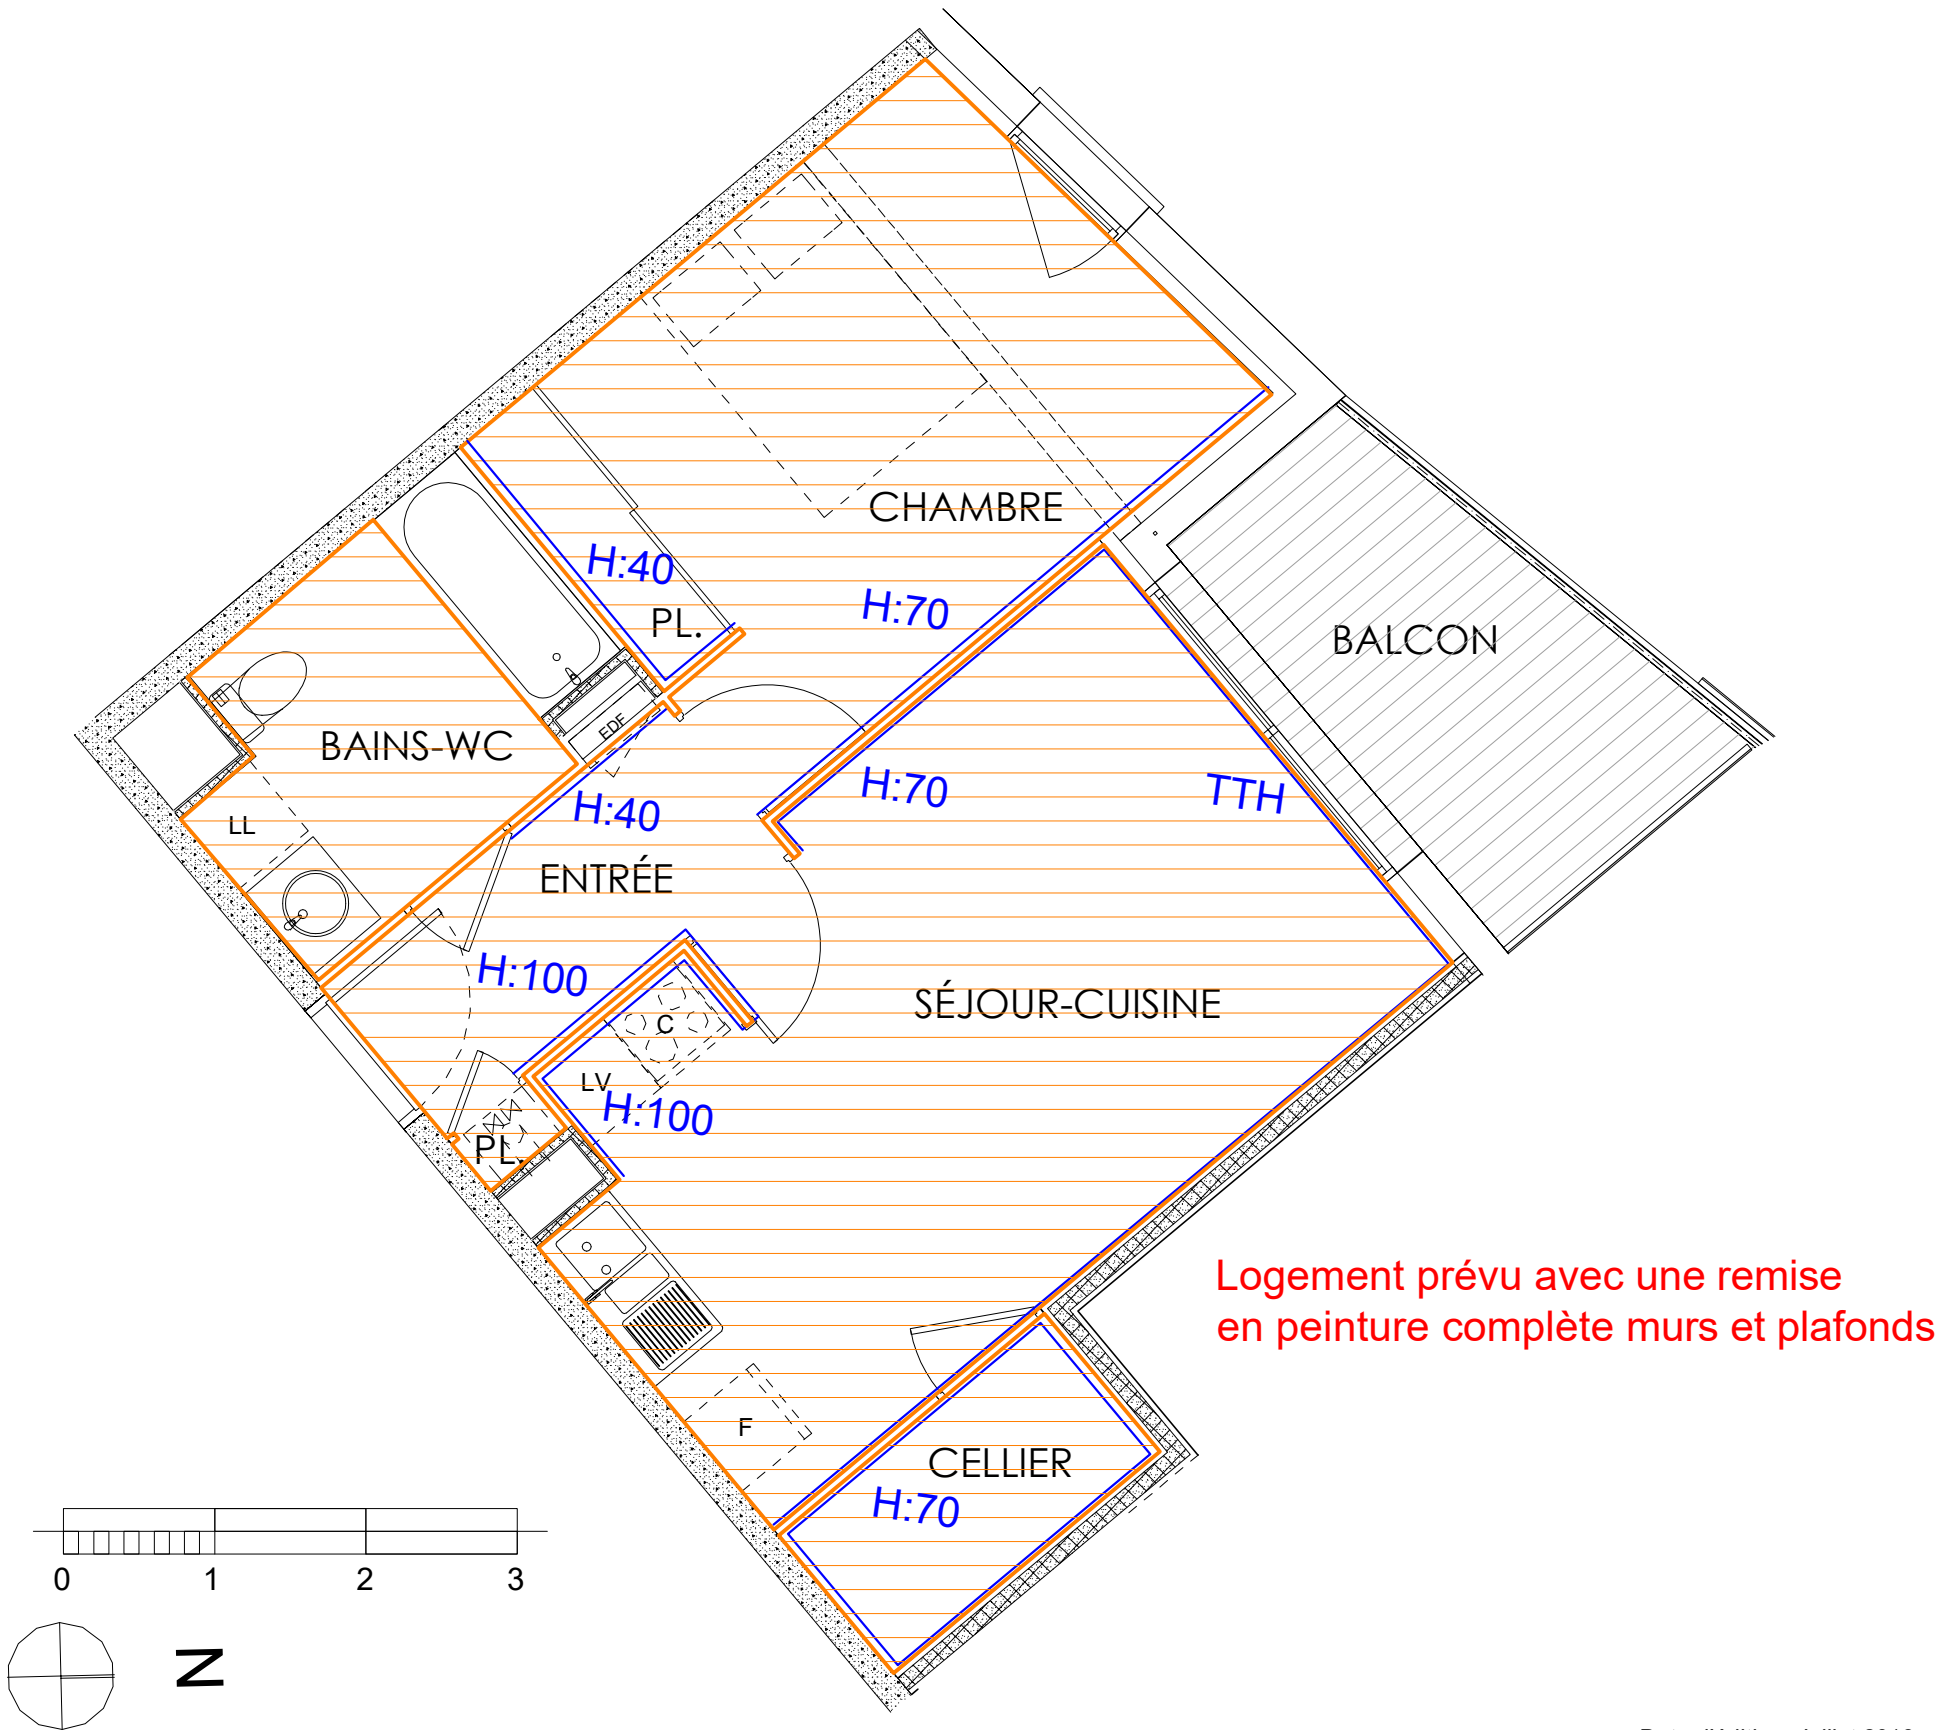 CHAMBRE
H:40
H:70
PL.
BALCON
EDF
BAINS-WC
H:70
TTH
H:40
LL
ENTRÉE
H:100
SÉJOUR-CUISINE
C
LV
H:100
PL.
Logement prévu avec une remise
en peinture complète murs et plafonds
F
CELLIER
H:70
0 1 2 3
N